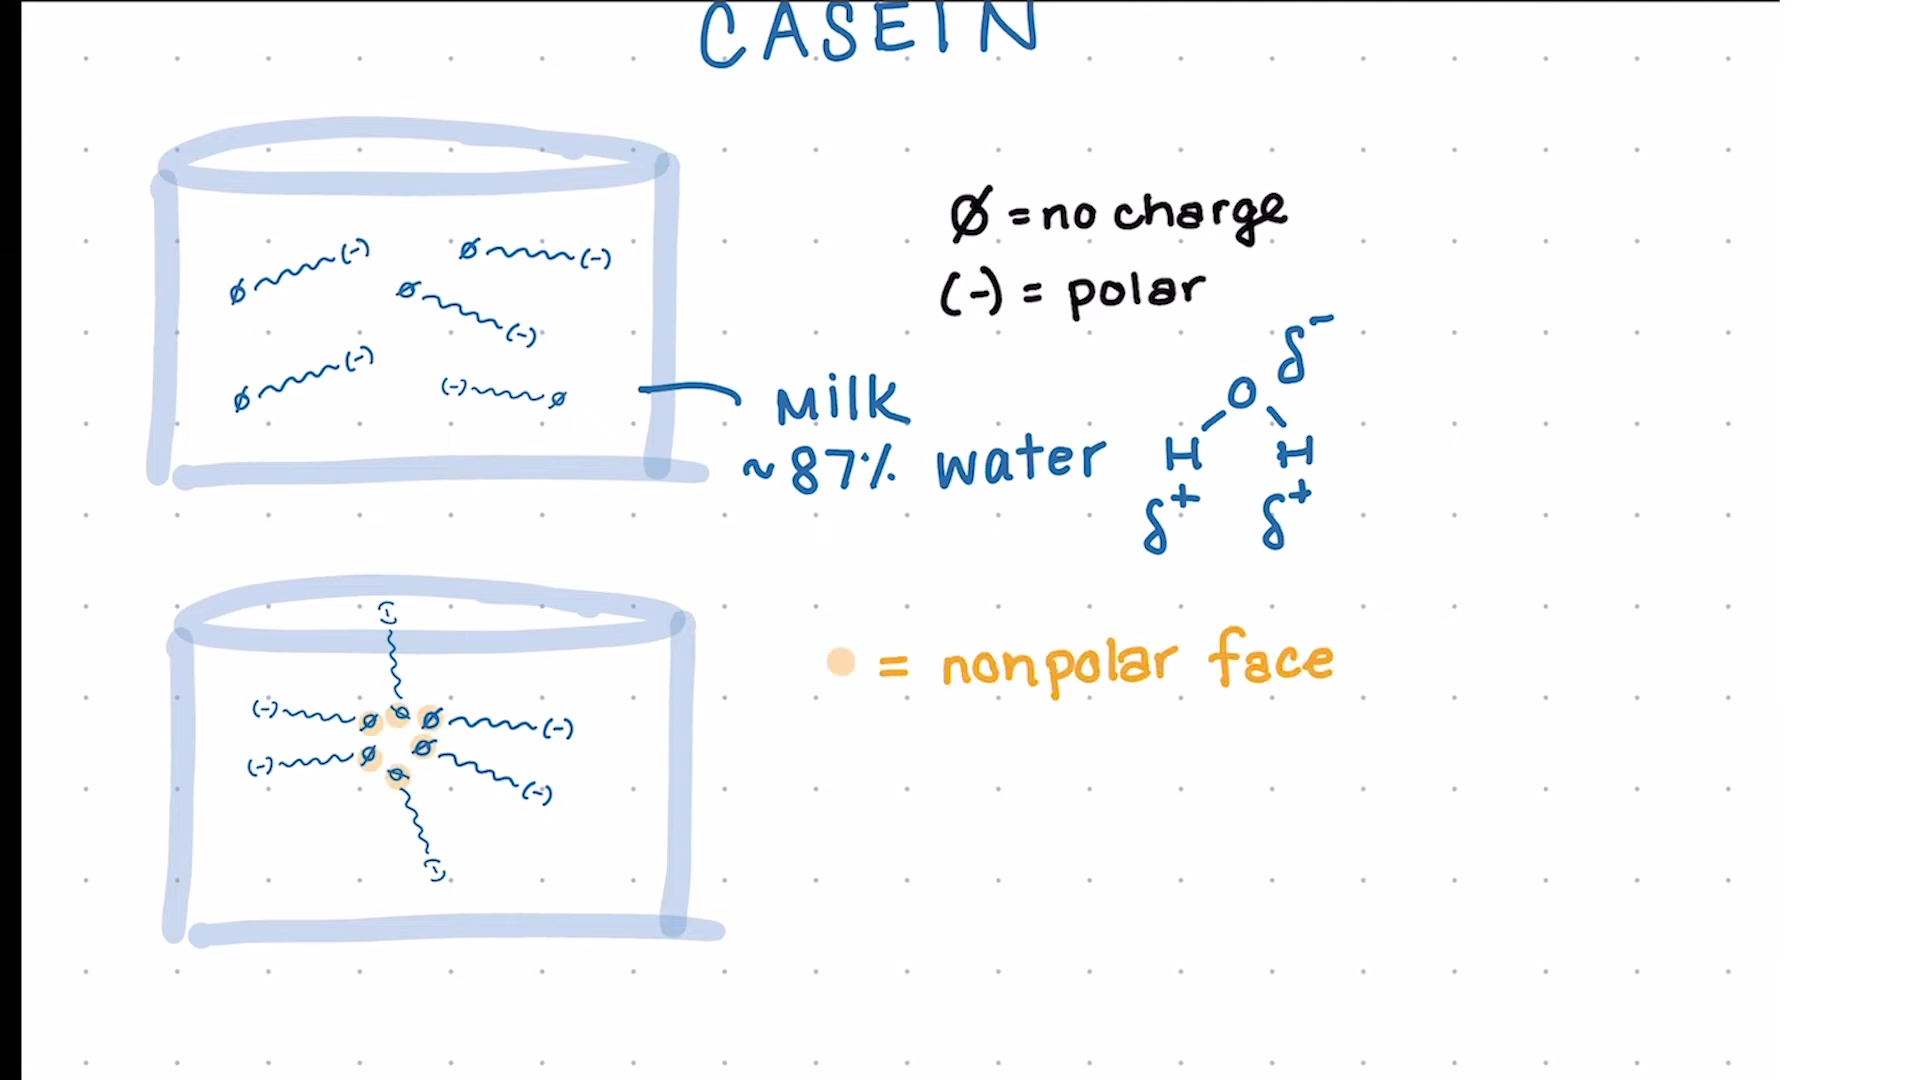 CASEIN
Ø = no charge
(-) = polar
Ø (-) Ø (-)
Ø (-)
Ø (-) (-) Ø
Milk
~87% water
O δ-
H H
δ+ δ+
= nonpolar face
(-)
(-) Ø Ø Ø (-)
(-) Ø Ø (-)
Ø
(-)